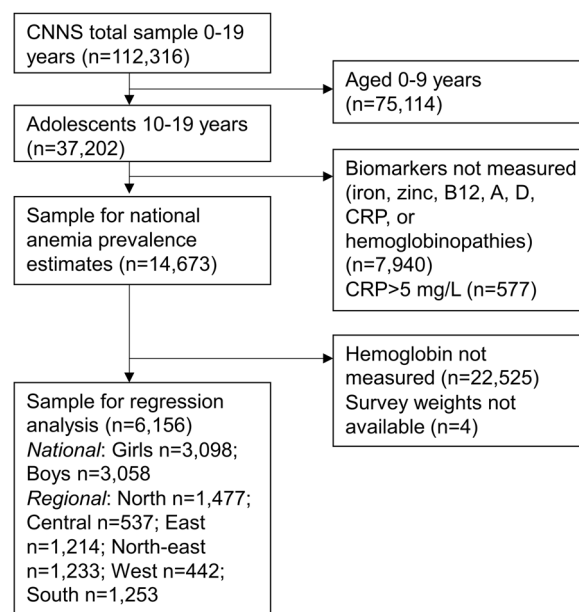 CNNS total sample 0-19
years (n=112,316)
Aged 0-9 years
(n=75,114)
Adolescents 10-19 years
(n=37,202)
Biomarkers not measured
(iron, zinc, B12, A, D,
CRP, or
hemoglobinopathies)
(n=7,940)
CRP>5 mg/L (n=577)
Sample for national
anemia prevalence
estimates (n=14,673)
Hemoglobin not
measured (n=22,525)
Survey weights not
available (n=4)
Sample for regression
analysis (n=6,156)
National: Girls n=3,098;
Boys n=3,058
Regional: North n=1,477;
Central n=537; East
n=1,214; North-east
n=1,233; West n=442;
South n=1,253